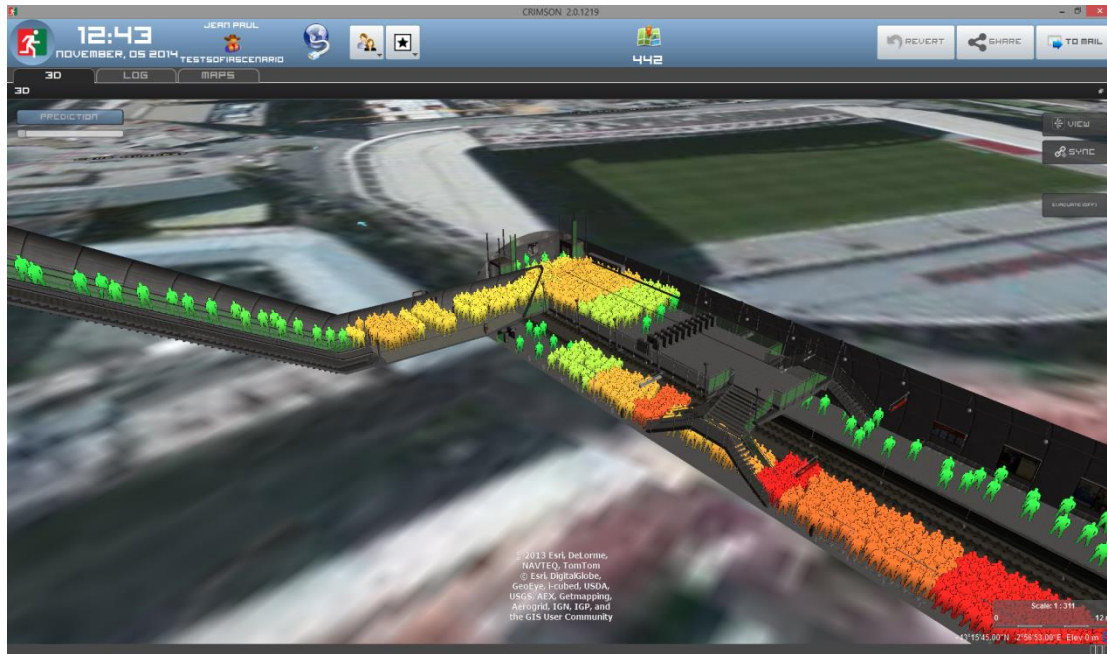 CRIMSON 2.0.1219
12:43
NOVEMBER, 05 2014
JEAN PAUL
TESTSOFIASCENARIO
442
REVERT
SHARE
TO MAIL
3D
LOG
MAPS
3D
PREDICTION
VIEW
SYNC
© 2013 Esri, DeLorme,
NAVTEQ, TomTom
© Esri, DigitalGlobe,
GeoEye, i-cubed, USDA,
USGS, AEX, Getmapping,
Aerogrid, IGN, IGP, and
the GIS User Community
Scale: 1 : 311
0
12
Elev 0 m